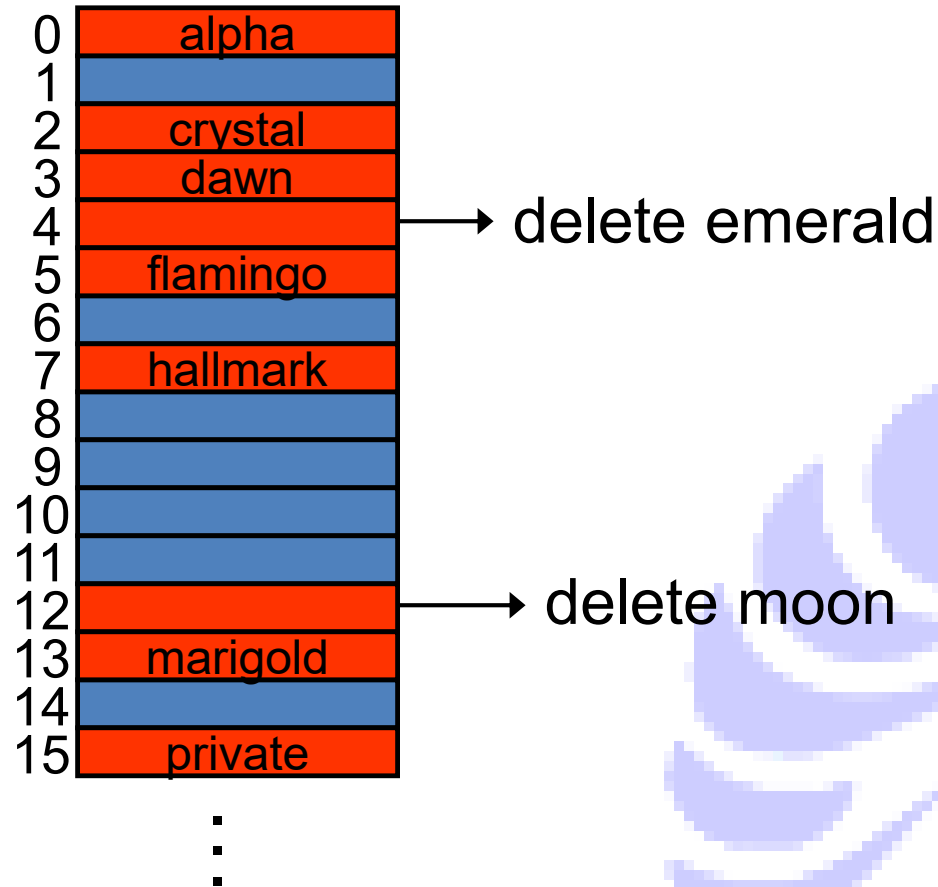 0 alpha
1
2 crystal
3 dawn
4 delete emerald
5 flamingo
6
7 hallmark
8
9
10
11
12 delete moon
13 marigold
14
15 private